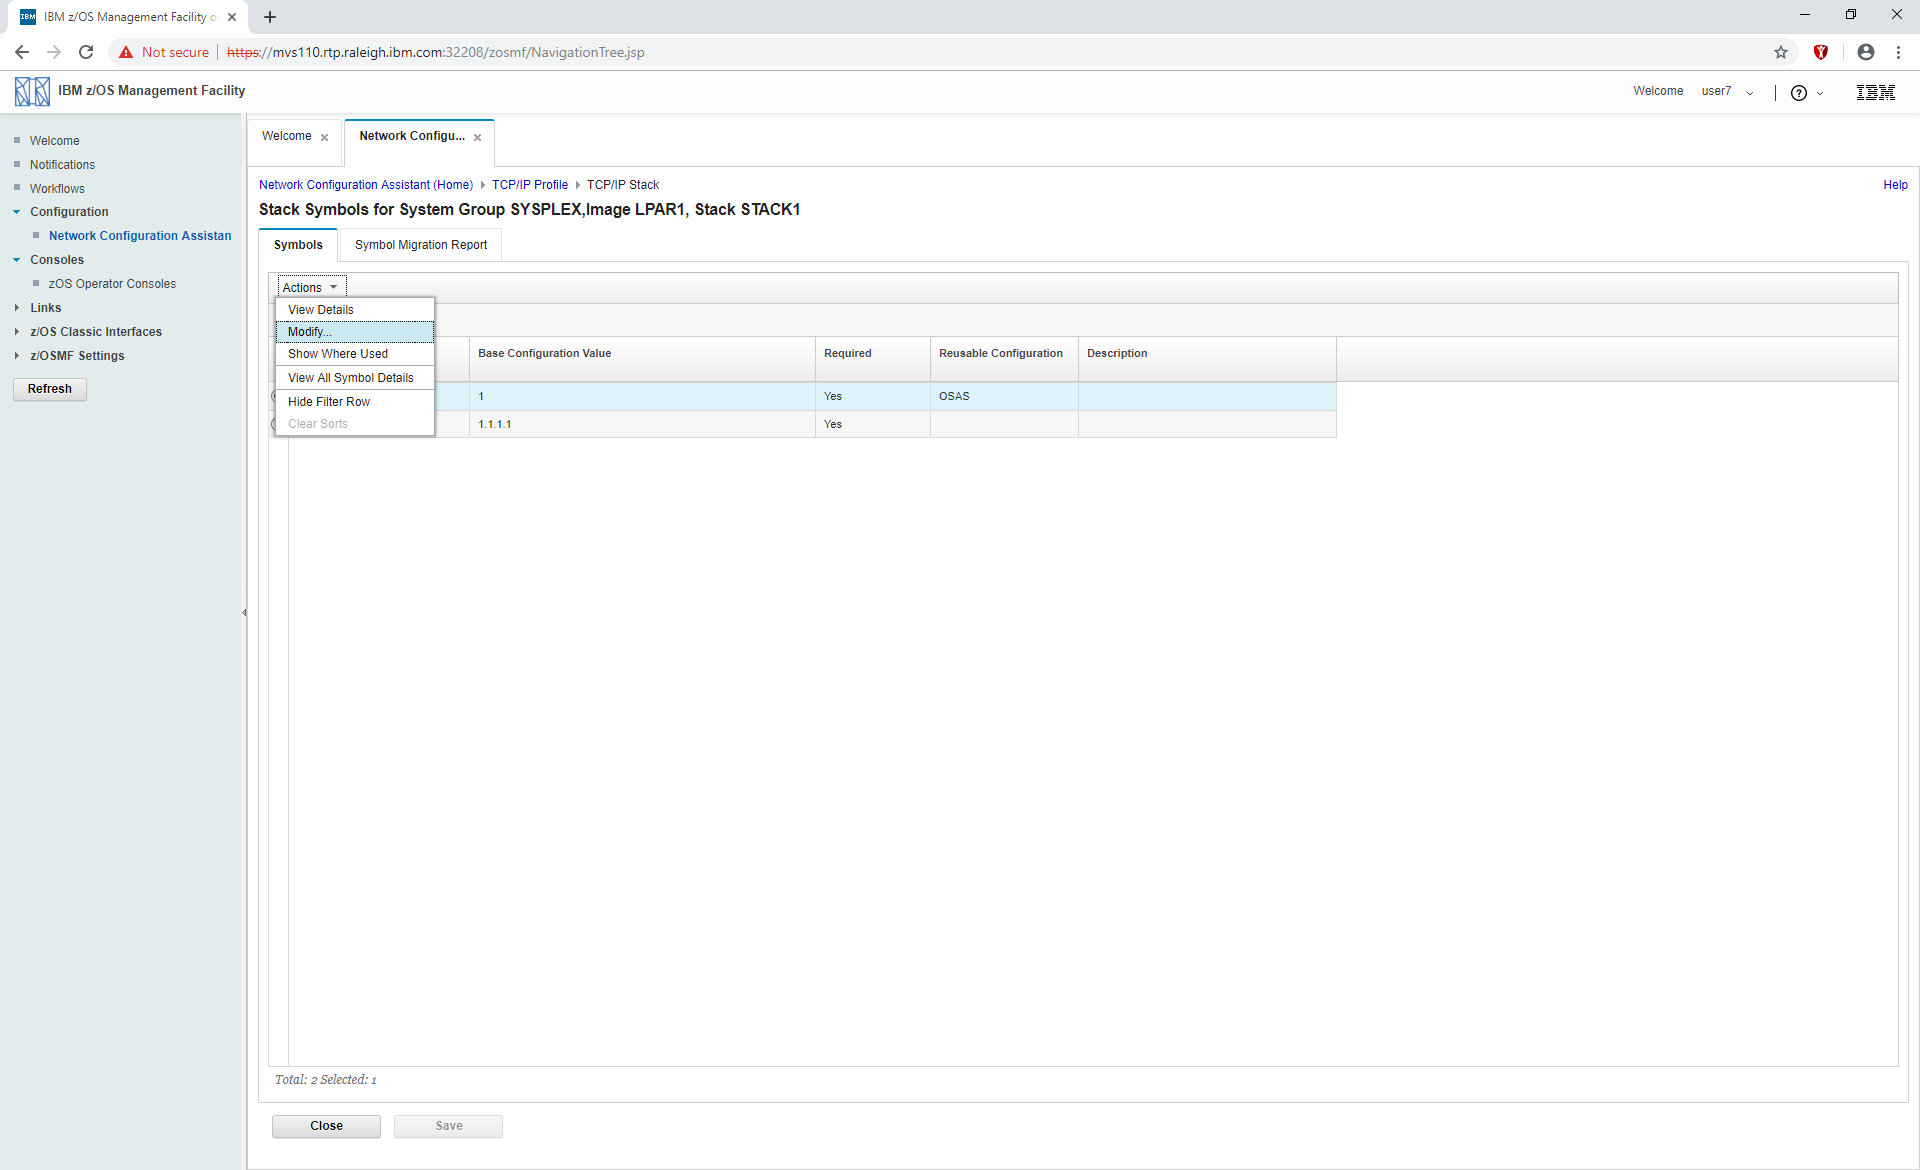 IBM z/OS Management Facility o
Not secure
https://mvs110.rtp.raleigh.ibm.com:32208/zosmf/NavigationTree.jsp
IBM z/OS Management Facility
Welcome user7
IBM
Welcome
Notifications
Workflows
Configuration
Network Configuration Assistan
Consoles
zOS Operator Consoles
Links
z/OS Classic Interfaces
z/OSMF Settings
Refresh
Welcome
Network Configu...
Network Configuration Assistant (Home) TCP/IP Profile TCP/IP Stack
Help
Stack Symbols for System Group SYSPLEX,Image LPAR1, Stack STACK1
Symbols
Symbol Migration Report
Actions
View Details
Modify...
Show Where Used
View All Symbol Details
Hide Filter Row
Clear Sorts
Base Configuration Value Required Reusable Configuration Description
1 Yes OSAS
1.1.1.1 Yes
Total: 2 Selected: 1
Close
Save